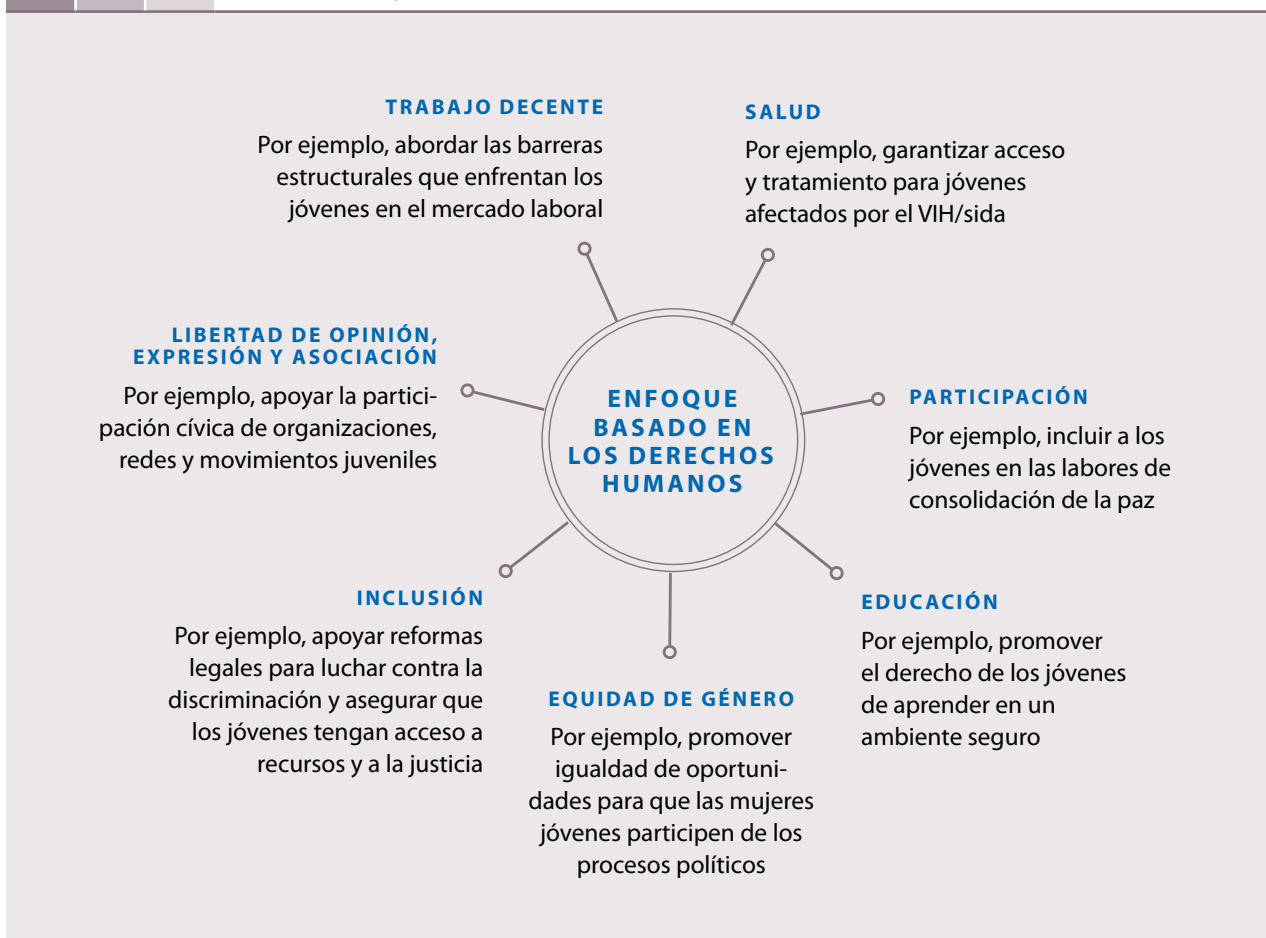 TRABAJO DECENTE
Por ejemplo, abordar las barreras
estructurales que enfrentan los
jóvenes en el mercado laboral
SALUD
Por ejemplo, garantizar acceso
y tratamiento para jóvenes
afectados por el VIH/sida
LIBERTAD DE OPINIÓN,
EXPRESIÓN Y ASOCIACIÓN
Por ejemplo, apoyar la partici-
pación cívica de organizaciones,
redes y movimientos juveniles
ENFOQUE
BASADO EN
LOS DERECHOS
HUMANOS
PARTICIPACIÓN
Por ejemplo, incluir a los
jóvenes en las labores de
consolidación de la paz
INCLUSIÓN
Por ejemplo, apoyar reformas
legales para luchar contra la
discriminación y asegurar que
los jóvenes tengan acceso a
recursos y a la justicia
EQUIDAD DE GÉNERO
Por ejemplo, promover
igualdad de oportuni-
dades para que las mujeres
jóvenes participen de los
procesos políticos
EDUCACIÓN
Por ejemplo, promover
el derecho de los jóvenes
de aprender en un
ambiente seguro